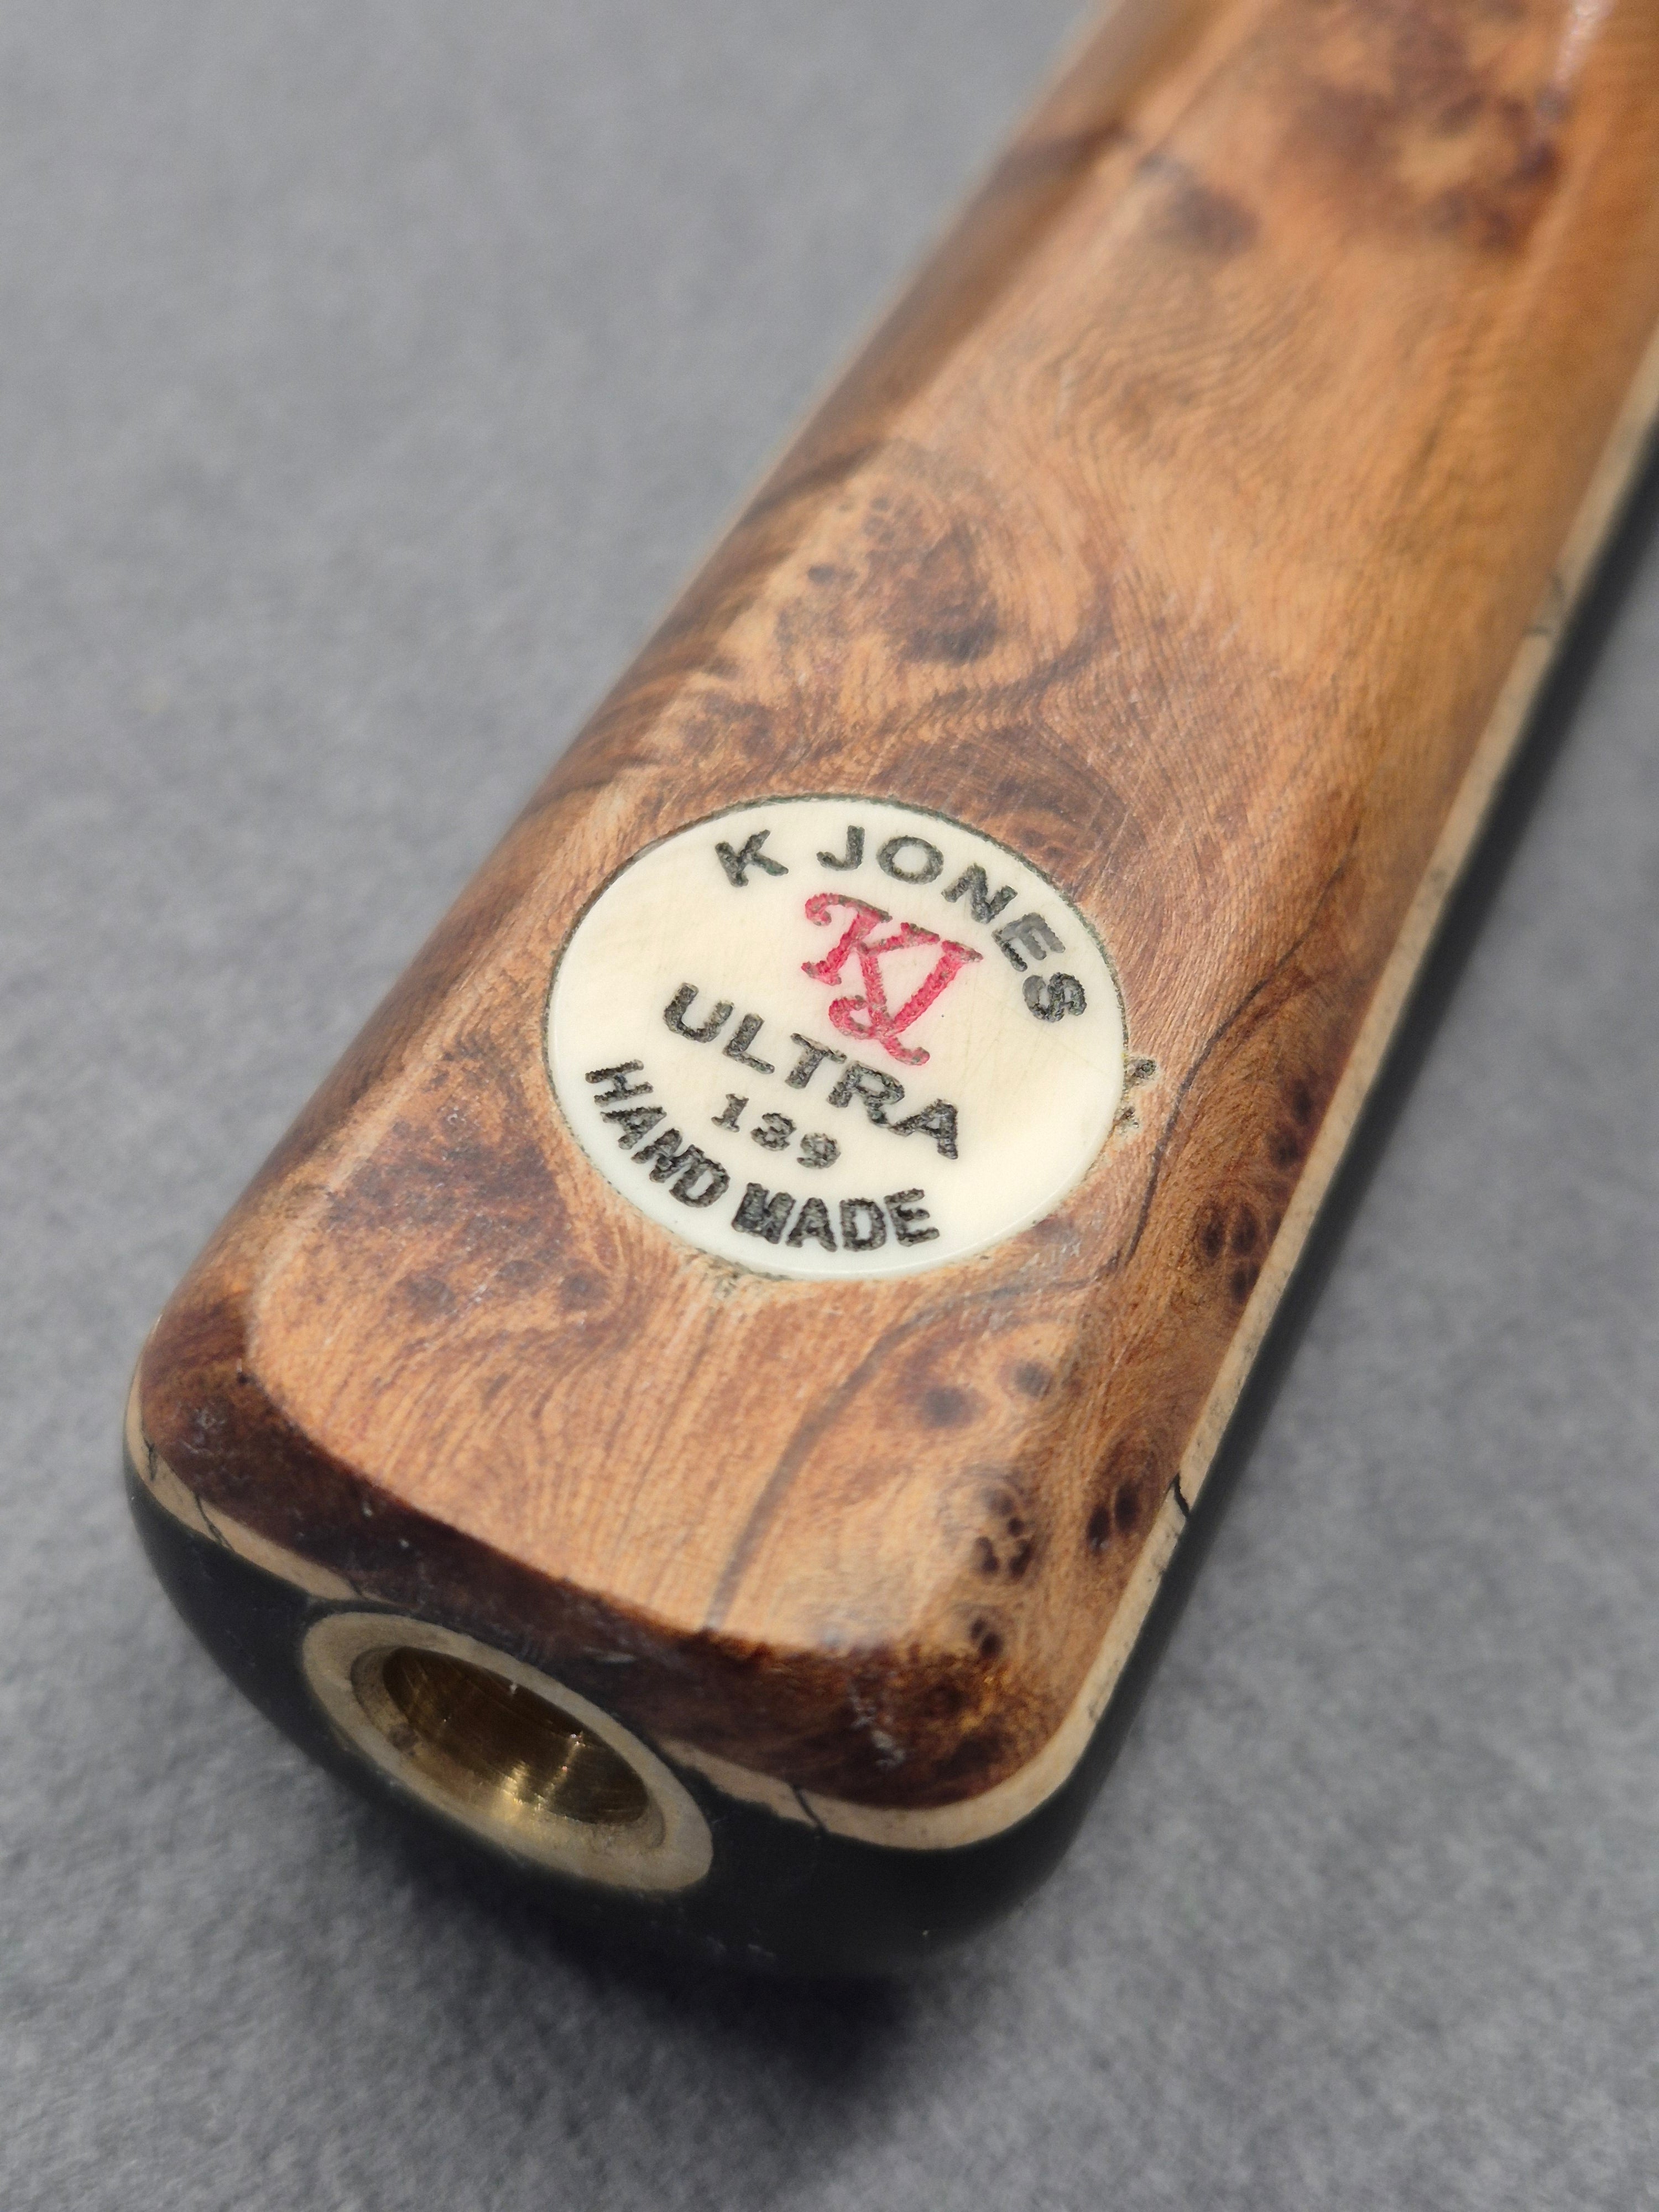 K JONES
KJ
ULTRA
139
HAND MADE